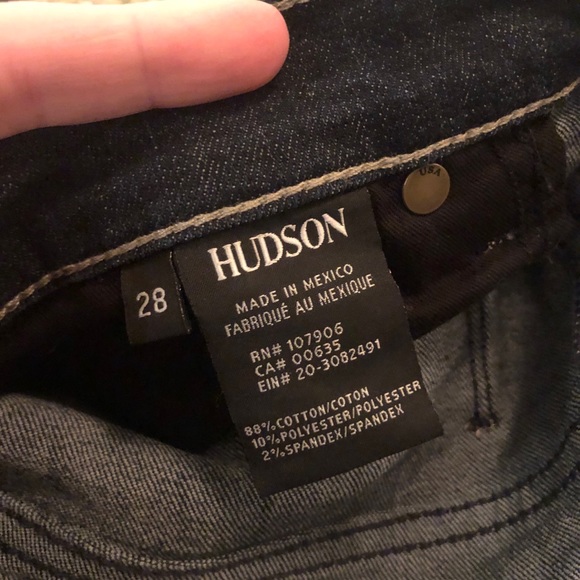 USA
HUDSON
28
MADE IN MEXICO
FABRIQUÉ AU MEXIQUE
RN# 107906
CA# 00635
EIN# 20-3082491
88%COTTON/COTON
10%POLYESTER/POLYESTER
2%SPANDEX/SPANDEX